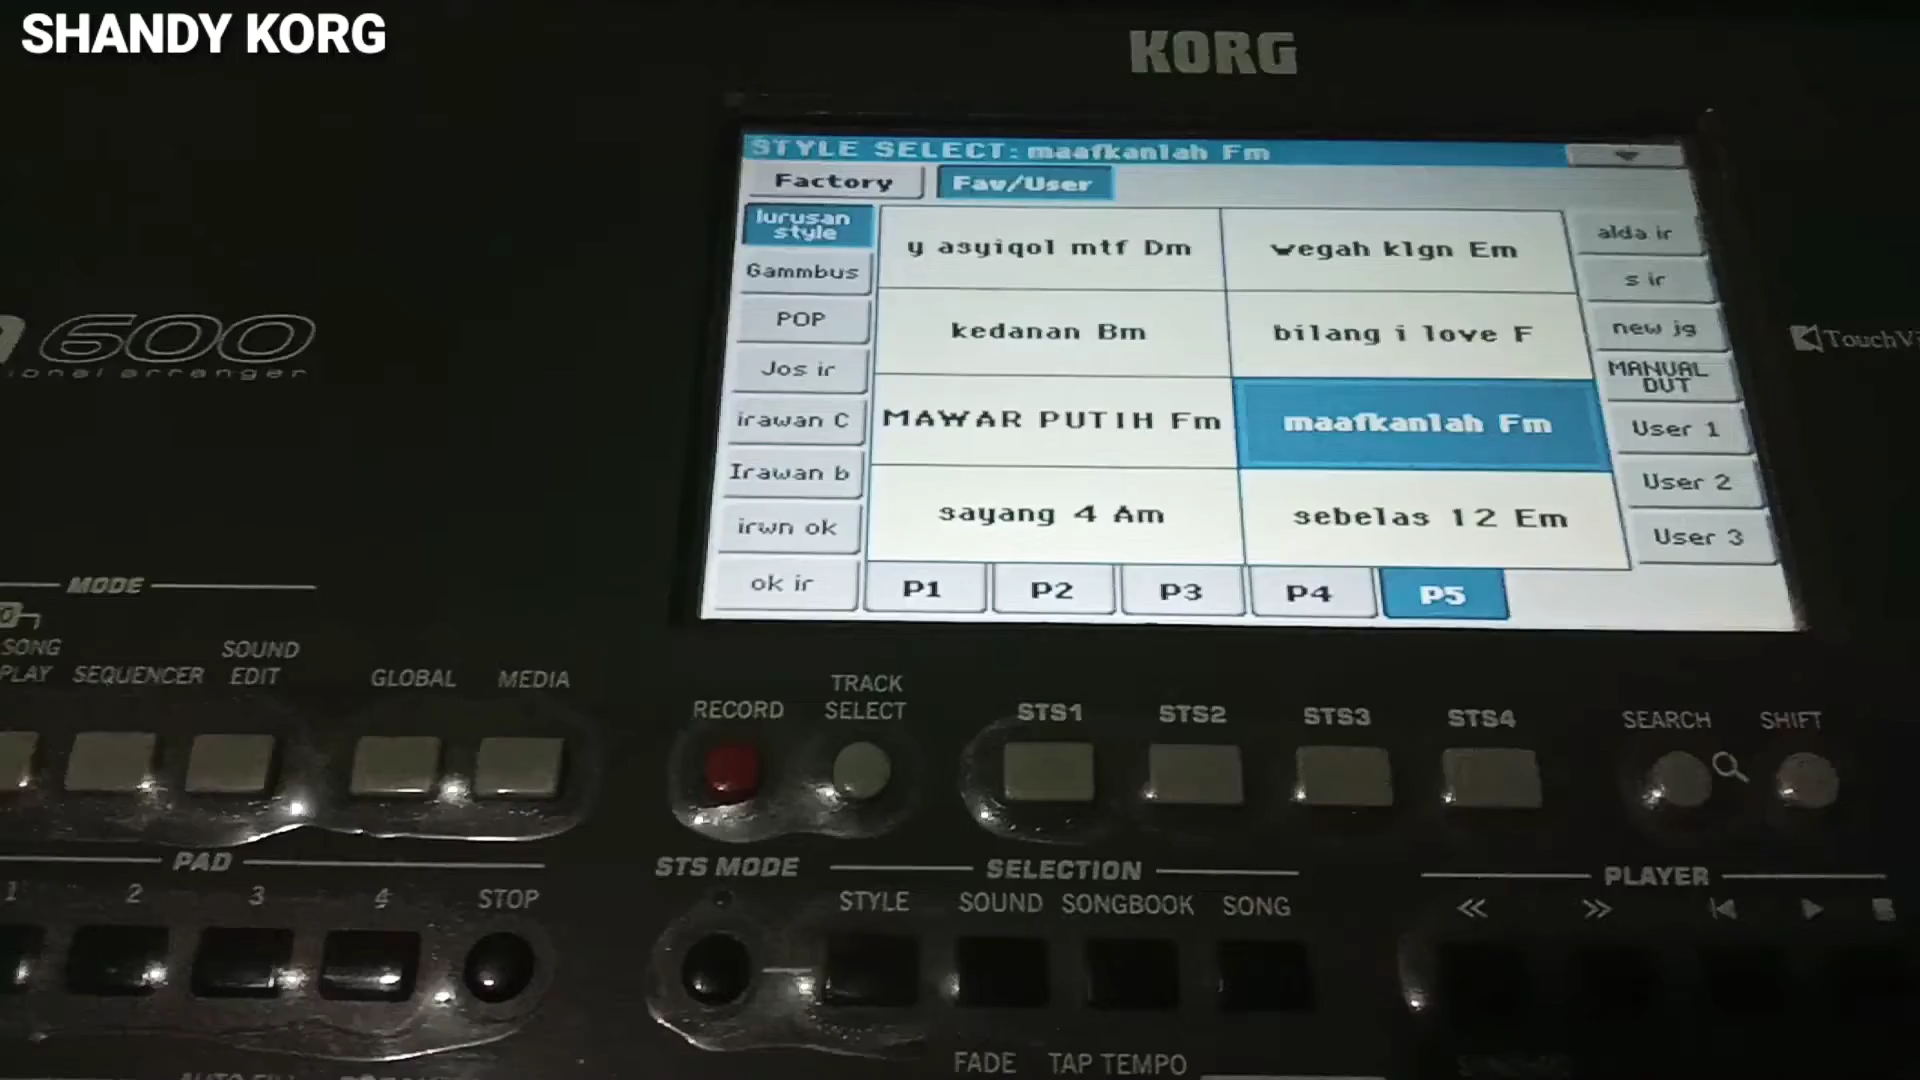 SHANDY KORG
KORG
STYLE SELECT: maafkanlah Fm
Factory
Fav/User
lurusan
style
Gammbus
POP
Jos ir
irawan C
Irawan b
irwn ok
ok ir
y asyiqol mtf Dm
wegah klgn Em
kedanan Bm
bilang i love F
MAWAR PUTIH Fm
maafkanlah Fm
sayang 4 Am
sebelas 12 Em
alda ir
s ir
new jg
MANUAL
DUT
User 1
User 2
User 3
P1
P2
P3
P4
P5
600
arranger
MODE
SONG
PLAY
SEQUENCER
SOUND
EDIT
GLOBAL
MEDIA
RECORD
TRACK
SELECT
STS1
STS2
STS3
STS4
SEARCH
SHIFT
PAD
1
2
3
4
STOP
STS MODE
SELECTION
STYLE
SOUND
SONGBOOK
SONG
PLAYER
FADE
TAP TEMPO